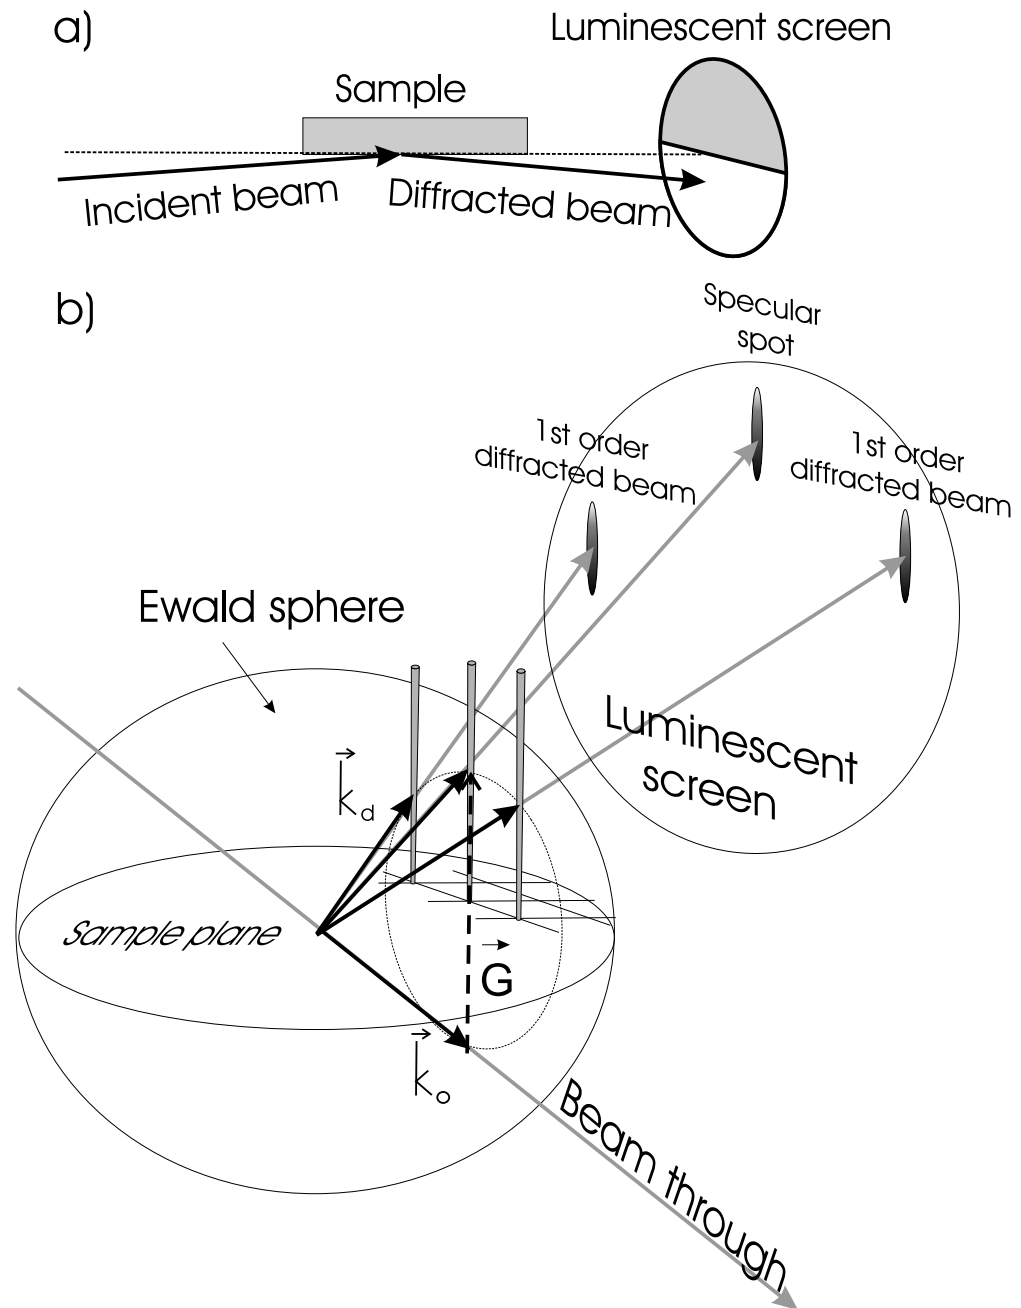 a)
Luminescent screen
Sample
Incident beam
Diffracted beam
b)
Specular
spot
1st order
diffracted beam
1st order
diffracted beam
Ewald sphere
Luminescent
screen
k d
Sample plane
G
k o
Beam through